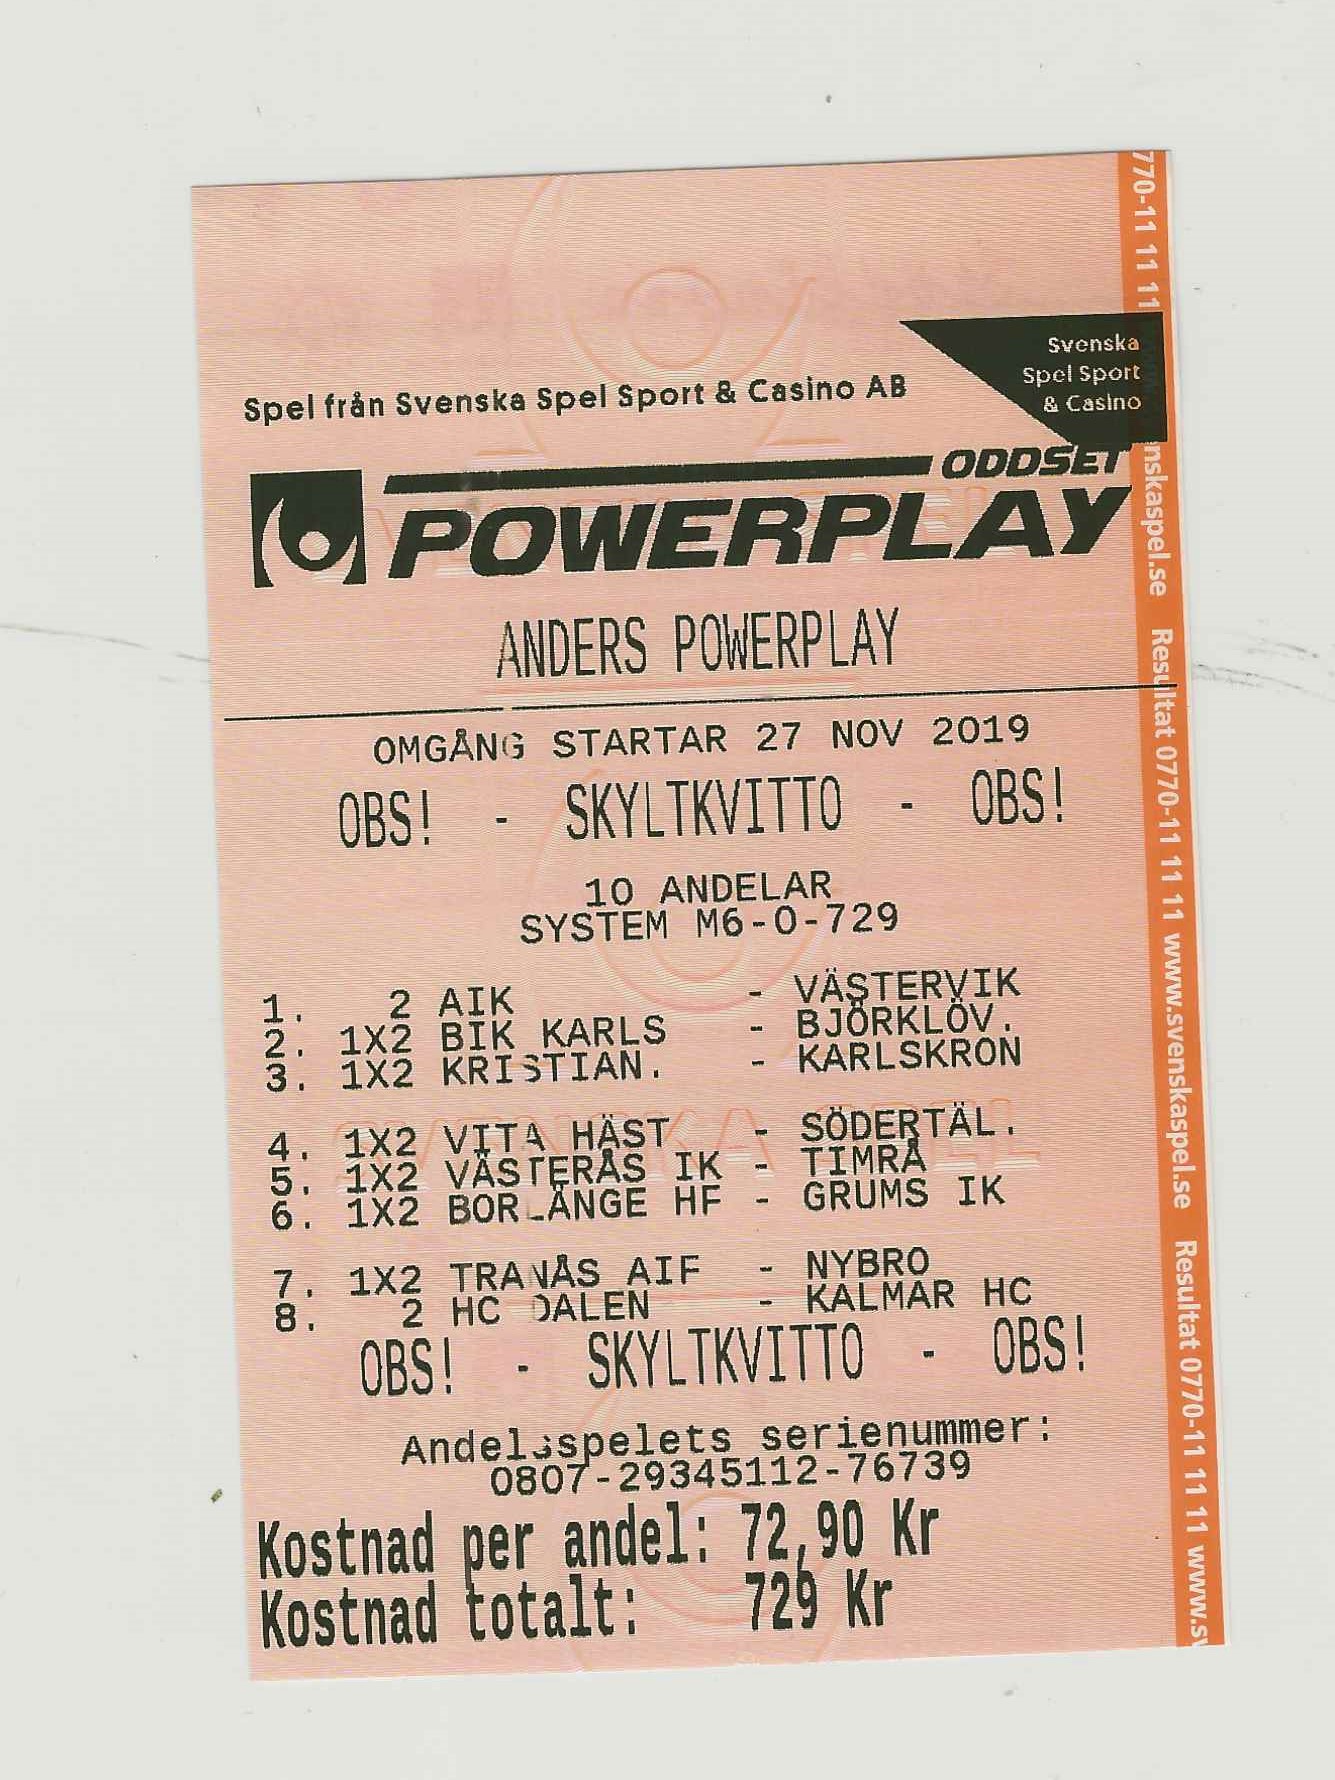 770-11 11 11 www.svenskaspel.se Resultat 0770-11 11 11 www.svenskaspel.se Resultat 0770-11 11 11 www.sv
Svenska
Spel Sport
& Casino
Spel från Svenska Spel Sport & Casino AB
ODDSET
POWERPLAY
ANDERS POWERPLAY
OMGÅNG STARTAR 27 NOV 2019
OBS! - SKYLTKVITTO - OBS!
10 ANDELAR
SYSTEM M6-0-729
1. 2 AIK - VÄSTERVIK
2. 1X2 BIK KARLS - BJÖRKLÖV.
3. 1X2 KRISTIAN. - KARLSKRON
4. 1X2 VITA HÄST - SÖDERTÄL.
5. 1X2 VÄSTERÅS IK - TIMRÅ
6. 1X2 BORLÄNGE HF - GRUMS IK
7. 1X2 TRANÅS AIF - NYBRO
8. 2 HC DALEN - KALMAR HC
OBS! - SKYLTKVITTO - OBS!
Andelsspelets serienummer:
0807-29345112-76739
Kostnad per andel: 72,90 Kr
Kostnad totalt: 729 Kr